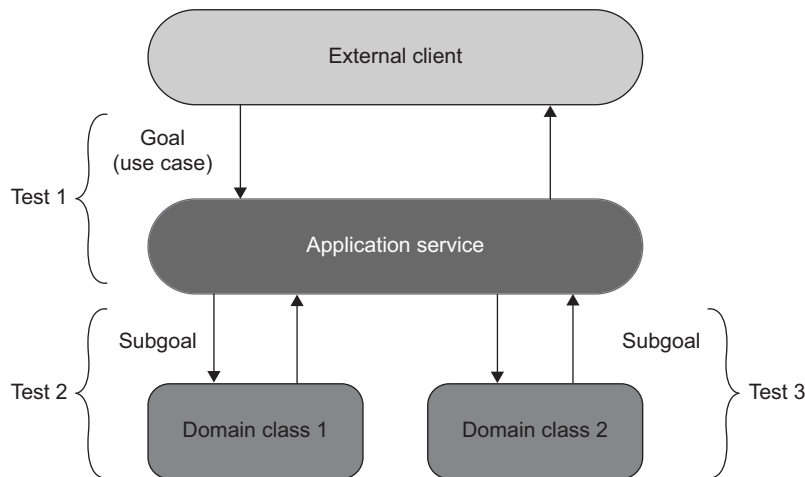 External client
Goal
(use case)
Test 1
Application service
Subgoal
Subgoal
Test 2
Test 3
Domain class 1
Domain class 2